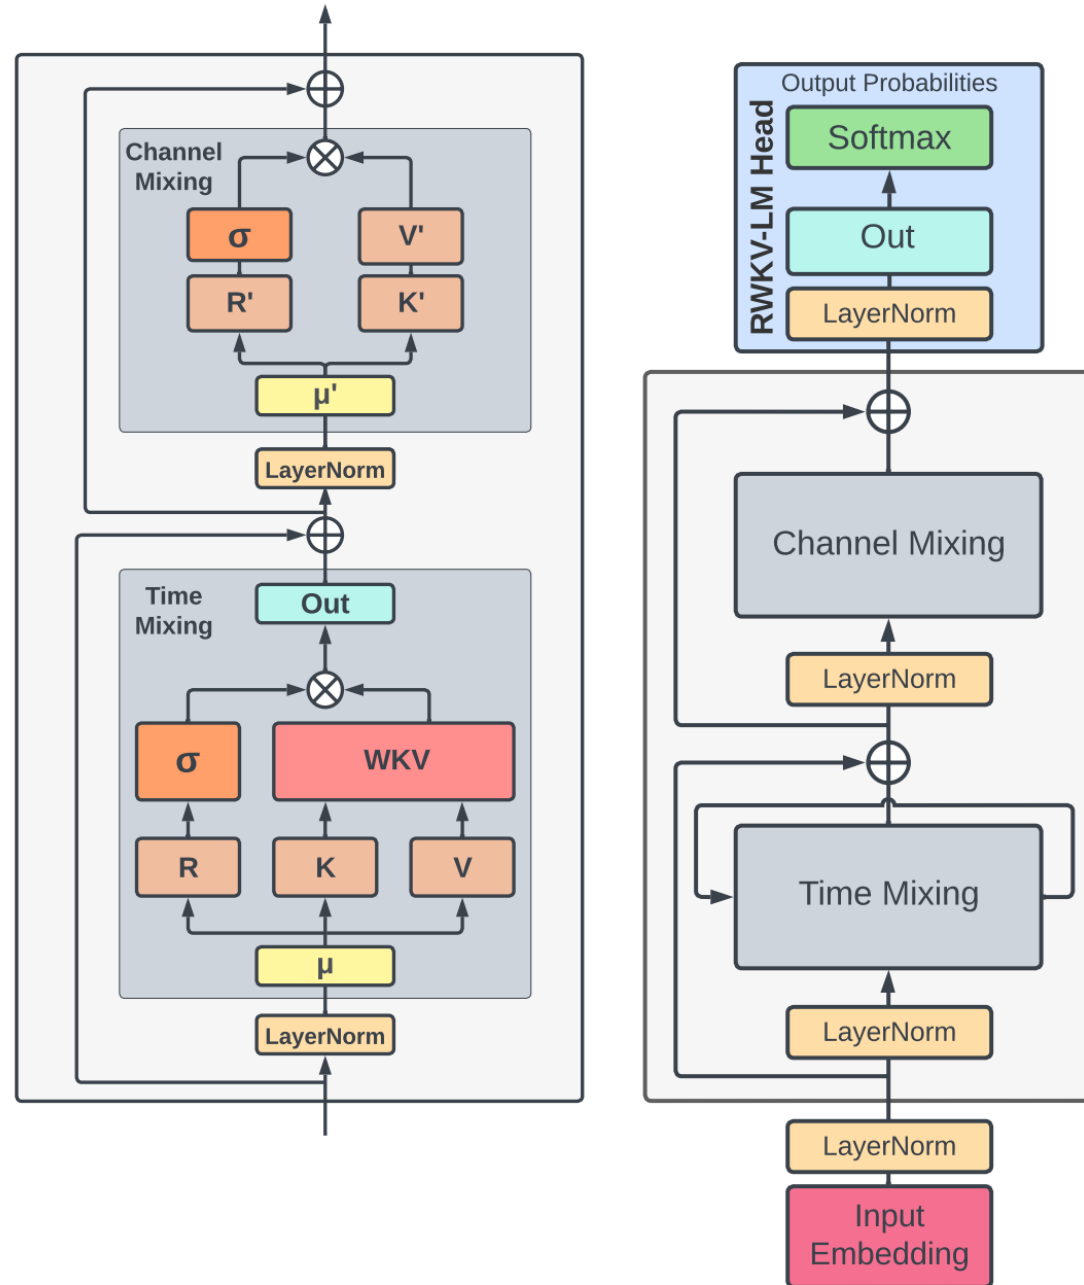 Channel
Mixing
σ
V'
R'
K'
μ'
LayerNorm
Time
Mixing
Out
σ
WKV
R
K
V
μ
LayerNorm
Output Probabilities
RWKV-LM Head
Softmax
Out
LayerNorm
Channel Mixing
LayerNorm
Time Mixing
LayerNorm
LayerNorm
Input
Embedding